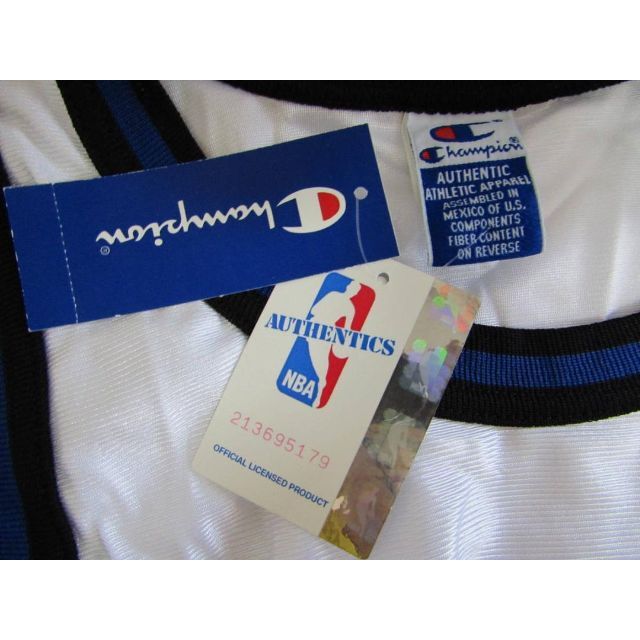 Champion®
Champion®
AUTHENTIC
ATHLETIC APPAREL
ASSEMBLED IN
MEXICO OF U.S.
COMPONENTS
FIBER CONTENT
ON REVERSE
AUTHENTICS
NBA
213695179
OFFICIAL LICENSED PRODUCT